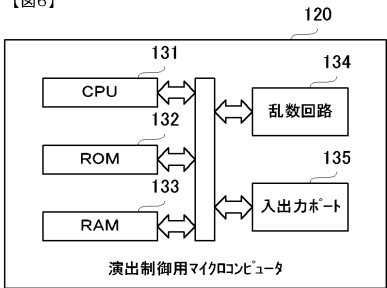 【図6】
120
131
CPU
132
ROM
133
RAM
134
乱数回路
135
入出力ポート
演出制御用マイクロコンピュータ